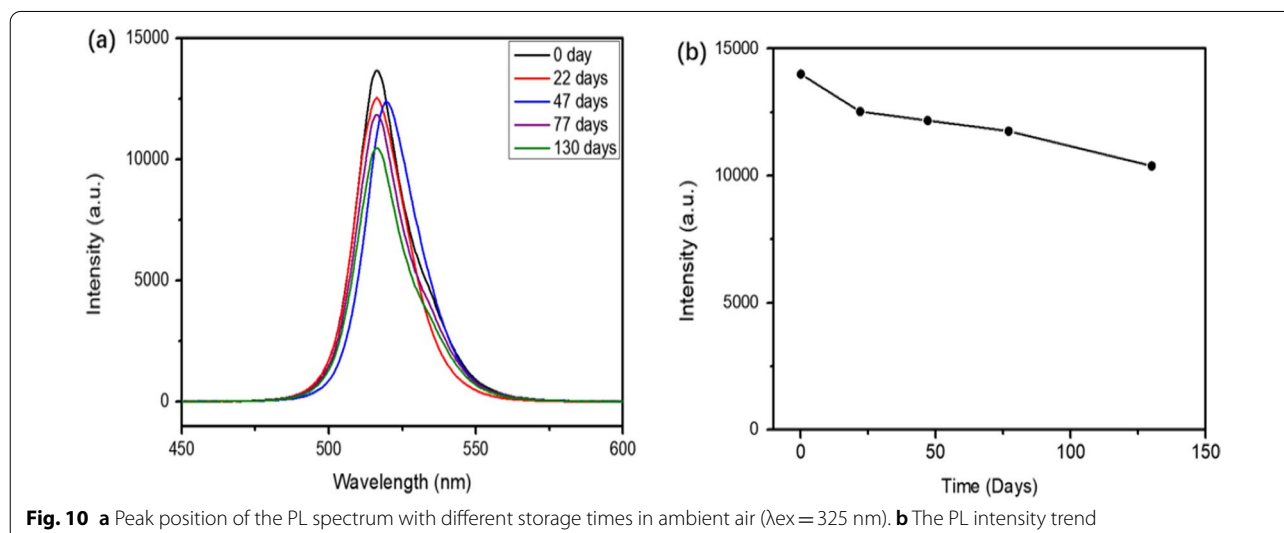 (a)
15000
10000
5000
0
Intensity (a.u.)
450
500
550
600
Wavelength (nm)
0 day
22 days
47 days
77 days
130 days
(b)
15000
10000
5000
0
Intensity (a.u.)
0
50
100
150
Time (Days)
Fig. 10 a Peak position of the PL spectrum with different storage times in ambient air (λex = 325 nm). b The PL intensity trend